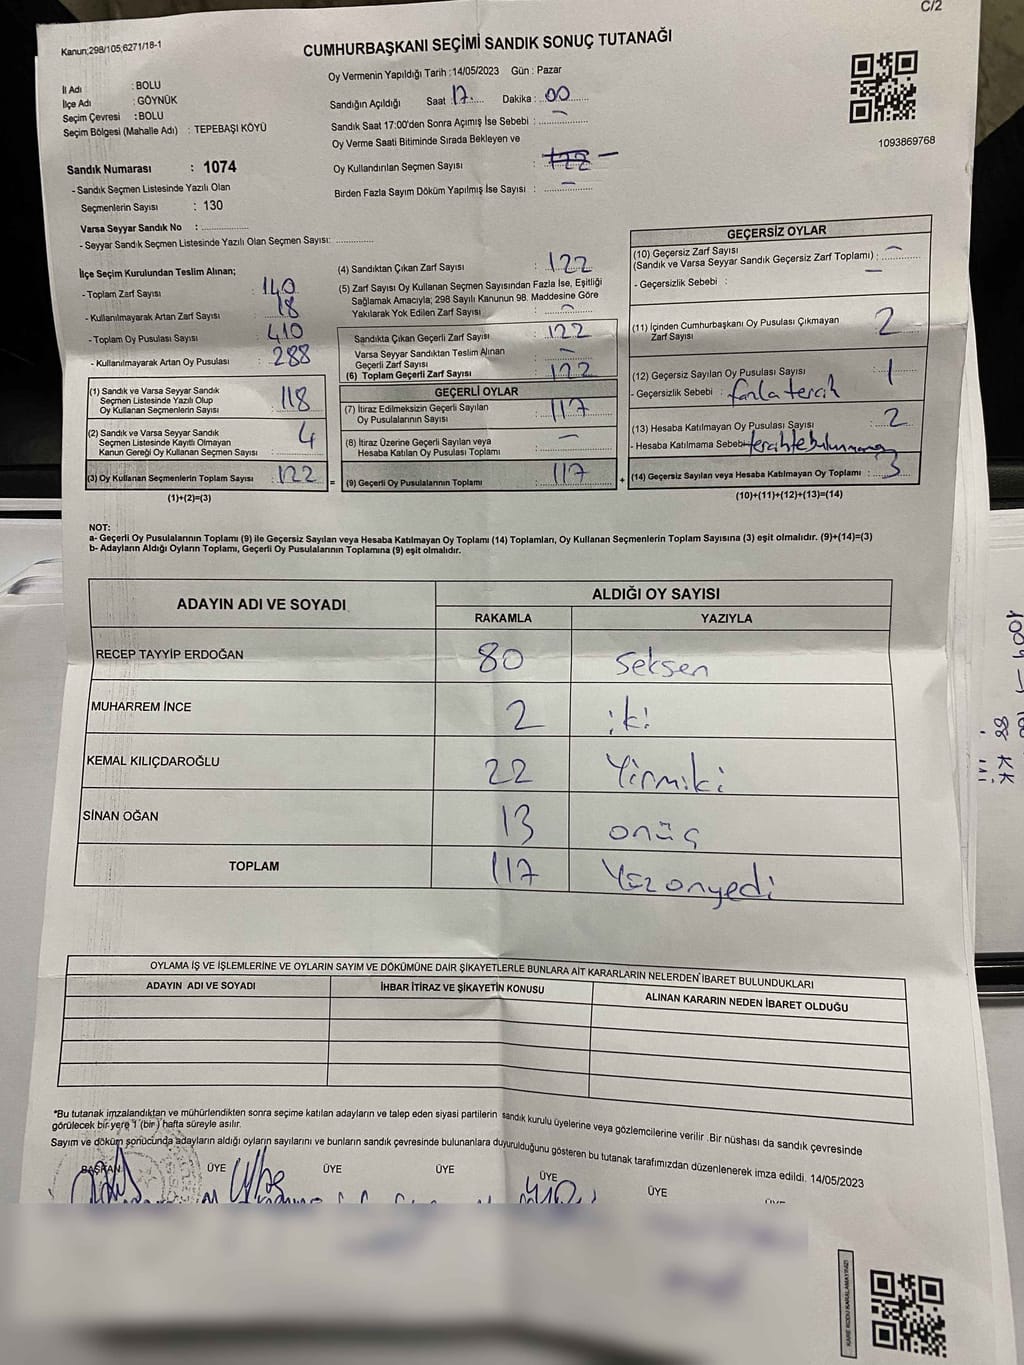 C/2
Kanun;298/105,6271/18-1
CUMHURBAŞKANI SEÇİMİ SANDIK SONUÇ TUTANAĞI
İl Adı : BOLU
İlçe Adı : GÖYNÜK
Seçim Çevresi : BOLU
Seçim Bölgesi (Mahalle Adı) : TEPEBAŞI KÖYÜ
Oy Vermenin Yapıldığı Tarih : 14/05/2023 Gün : Pazar
Sandığın Açıldığı Saat 17 Dakika : 00
Sandık Saat 17:00'den Sonra Açımış İse Sebebi : -
Oy Verme Saati Bitiminde Sırada Bekleyen ve
Oy Kullandırılan Seçmen Sayısı : 122 -
Birden Fazla Sayım Döküm Yapılmış İse Sayısı : -
1093869768
Sandık Numarası : 1074
- Sandık Seçmen Listesinde Yazılı Olan
Seçmenlerin Sayısı : 130
Varsa Seyyar Sandık No :
- Seyyar Sandık Seçmen Listesinde Yazılı Olan Seçmen Sayısı:
İlçe Seçim Kurulundan Teslim Alınan;
- Toplam Zarf Sayısı : 140
- Kullanılmayarak Artan Zarf Sayısı : 18
- Toplam Oy Pusulası Sayısı : 410
- Kullanılmayarak Artan Oy Pusulası : 288
(1) Sandık ve Varsa Seyyar Sandık
Seçmen Listesinde Yazılı Olup
Oy Kullanan Seçmenlerin Sayısı : 118
(2) Sandık ve Varsa Seyyar Sandık
Seçmen Listesinde Kayıtlı Olmayan
Kanun Gereği Oy Kullanan Seçmen Sayısı : 4
(3) Oy Kullanan Seçmenlerin Toplam Sayısı : 122
(1)+(2)=(3)
(4) Sandıktan Çıkan Zarf Sayısı : 122
(5) Zarf Sayısı Oy Kullanan Seçmen Sayısından Fazla İse, Eşitliği
Sağlamak Amacıyla; 298 Sayılı Kanunun 98. Maddesine Göre
Yakılarak Yok Edilen Zarf Sayısı : -
Sandıkta Çıkan Geçerli Zarf Sayısı : 122
Varsa Seyyar Sandıktan Teslim Alınan
Geçerli Zarf Sayısı : -
(6) Toplam Geçerli Zarf Sayısı : 122
GEÇERLİ OYLAR
(7) İtiraz Edilmeksizin Geçerli Sayılan
Oy Pusulalarının Sayısı : 117
(8) İtiraz Üzerine Geçerli Sayılan veya
Hesaba Katılan Oy Pusulası Toplamı : -
= (9) Geçerli Oy Pusulalarının Toplamı : 117 +
GEÇERSİZ OYLAR
(10) Geçersiz Zarf Sayısı
(Sandık ve Varsa Seyyar Sandık Geçersiz Zarf Toplamı) : -
- Geçersizlik Sebebi : -
(11) İçinden Cumhurbaşkanı Oy Pusulası Çıkmayan
Zarf Sayısı : 2
(12) Geçersiz Sayılan Oy Pusulası Sayısı : 1
- Geçersizlik Sebebi : fazla tercih
(13) Hesaba Katılmayan Oy Pusulası Sayısı : 2
- Hesaba Katılmama Sebebi :
(14) Geçersiz Sayılan veya Hesaba Katılmayan Oy Toplamı : 3
(10)+(11)+(12)+(13)=(14)
NOT:
a- Geçerli Oy Pusulalarının Toplamı (9) ile Geçersiz Sayılan veya Hesaba Katılmayan Oy Toplamı (14) Toplamları, Oy Kullanan Seçmenlerin Toplam Sayısına (3) eşit olmalıdır. (9)+(14)=(3)
b- Adayların Aldığı Oyların Toplamı, Geçerli Oy Pusulalarının Toplamına (9) eşit olmalıdır.
ADAYIN ADI VE SOYADI ALDIĞI OY SAYISI
RAKAMLA YAZIYLA
RECEP TAYYİP ERDOĞAN 80 seksen
MUHARREM İNCE 2 iki
KEMAL KILIÇDAROĞLU 22 Yirmiki
SİNAN OĞAN 13 onüç
TOPLAM 117 Yüz onyedi
OYLAMA İŞ VE İŞLEMLERİNE VE OYLARIN SAYIM VE DÖKÜMÜNE DAİR ŞİKAYETLERLE BUNLARA AİT KARARLARIN NELERDEN İBARET BULUNDUKLARI
ADAYIN ADI VE SOYADI İHBAR İTİRAZ VE ŞİKAYETİN KONUSU ALINAN KARARIN NEDEN İBARET OLDUĞU
*Bu tutanak imzalandıktan ve mühürlendikten sonra seçime katılan adayların ve talep eden siyasi partilerin sandık kurulu üyelerine veya gözlemcilerine verilir .Bir nüshası da sandık çevresinde
görülecek bir yere 1 (bir) hafta süreyle asılır.
Sayım ve döküm sonucunda adayların aldığı oyların sayılarını ve bunların sandık çevresinde bulunanlara duyurulduğunu gösteren bu tutanak tarafımızdan düzenlenerek imza edildi. 14/05/2023
BAŞKAN ÜYE ÜYE ÜYE ÜYE ÜYE
KARE KODU KARALAMAYINIZ!